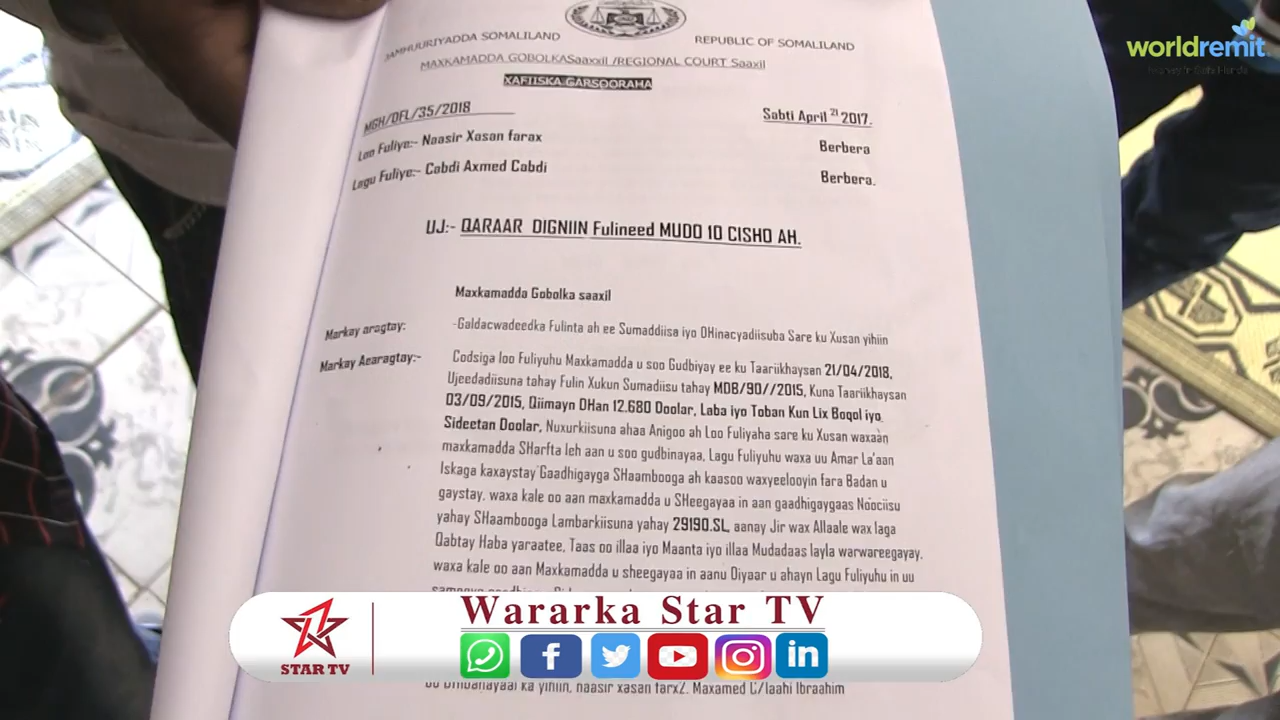 JAMHUURIYADDA SOMALILAND
REPUBLIC OF SOMALILAND
MAXKAMADDA GOBOLKASaaxxil /REGIONAL COURT Saaxil
XAFIISKA GARSOORAHA
MGH/DFL/35/2018
Sabti April 21 2017.
Loo Fuliye:- Naasir Xasan farax
Berbera
Lagu Fuliye:- Cabdi Axmed Cabdi
Berbera.
UJ:- QARAAR DIGNIIN Fulineed MUDO 10 CISHO AH.
Maxkamadda Gobolka saaxil
Markay aragtay:
-Galdacwadeedka Fulinta ah ee Sumaddiisa iyo DHinacyadiisuba Sare ku Xusan yihiin
Markay Aearagtay:-
Codsiga loo Fuliyuhu Maxkamadda u soo Gudbiyay ee ku Taariikhaysan 21/04/2018,
Ujeedadiisuna tahay Fulin Xukun Sumadiisu tahay MDB/90//2015, Kuna Taariikhaysan
03/09/2015, Qiimayn DHan 12.680 Doolar, Laba iyo Toban Kun Lix Boqol iyo
Sideetan Doolar, Nuxurkiisuna ahaa Anigoo ah Loo Fuliyaha sare ku Xusan waxaan
maxkamadda SHarfta leh aan u soo gudbinayaa, Lagu Fuliyuhu waxa uu Amar La'aan
Iskaga kaxaystay Gaadhigayga SHaambooga ah kaasoo waxyeelooyin fara Badan u
gaystay, waxa kale oo aan maxkamadda u SHeegayaa in aan gaadhigaygaas Noociisu
yahay SHaambooga Lambarkiisuna yahay 29190.SL, aanay Jir wax Allaale wax laga
Qabtay Haba yaraatee, Taas oo illaa iyo Maanta iyo illaa Mudadaas layla warwareegayay.
waxa kale oo aan Maxkamadda u sheegayaa in aanu Diyaar u ahayn Lagu Fuliyuhu in uu
ka yihiin, naasir xasan farx2. Maxamed C/laahi Ibraahim
worldremit
STAR TV
Wararka Star TV